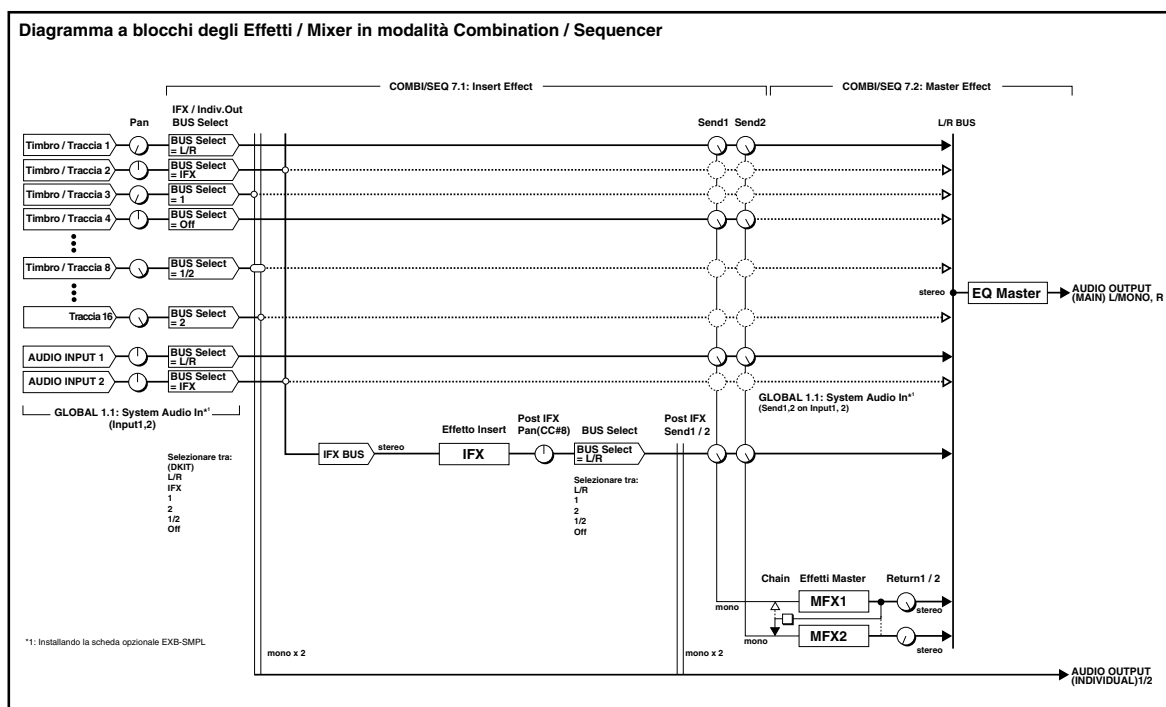 Diagramma a blocchi degli Effetti / Mixer in modalità Combination / Sequencer
COMBI/SEQ 7.1: Insert Effect
COMBI/SEQ 7.2: Master Effect
IFX / Indiv.Out
Pan
BUS Select
Send1
Send2
L/R BUS
Timbro / Traccia 1
BUS Select
= L/R
Timbro / Traccia 2
BUS Select
= IFX
Timbro / Traccia 3
BUS Select
= 1
Timbro / Traccia 4
BUS Select
= Off
Timbro / Traccia 8
BUS Select
= 1/2
stereo
EQ Master
AUDIO OUTPUT
(MAIN) L/MONO, R
Traccia 16
BUS Select
= 2
AUDIO INPUT 1
BUS Select
= L/R
AUDIO INPUT 2
BUS Select
= IFX
GLOBAL 1.1: System Audio In*1
(Input1,2)
GLOBAL 1.1: System Audio In*1
(Send1,2 on Input1, 2)
Effetto Insert
Post IFX
Pan(CC#8)
BUS Select
Post IFX
Send1 / 2
IFX BUS
stereo
IFX
BUS Select
= L/R
Selezionare tra:
(DKIT)
L/R
IFX
1
2
1/2
Off
Selezionare tra:
L/R
1
2
1/2
Off
Chain
Effetti Master
Return1 / 2
mono
MFX1
stereo
mono
MFX2
stereo
*1: Installando la scheda opzionale EXB-SMPL
mono x 2
mono x 2
AUDIO OUTPUT
(INDIVIDUAL)1/2